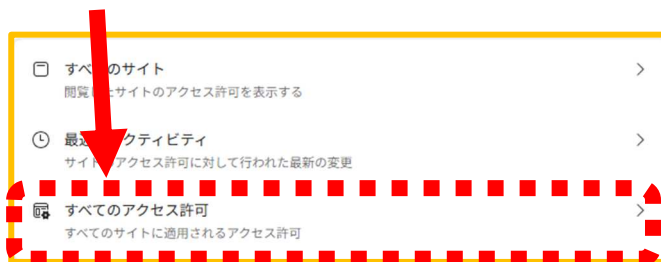 すべ のサイト
閲覧し サイトのアクセス許可を表示する
最近 クティビティ
サイト アクセス許可に対して行われた最新の変更
すべてのアクセス許可
すべてのサイトに適用されるアクセス許可